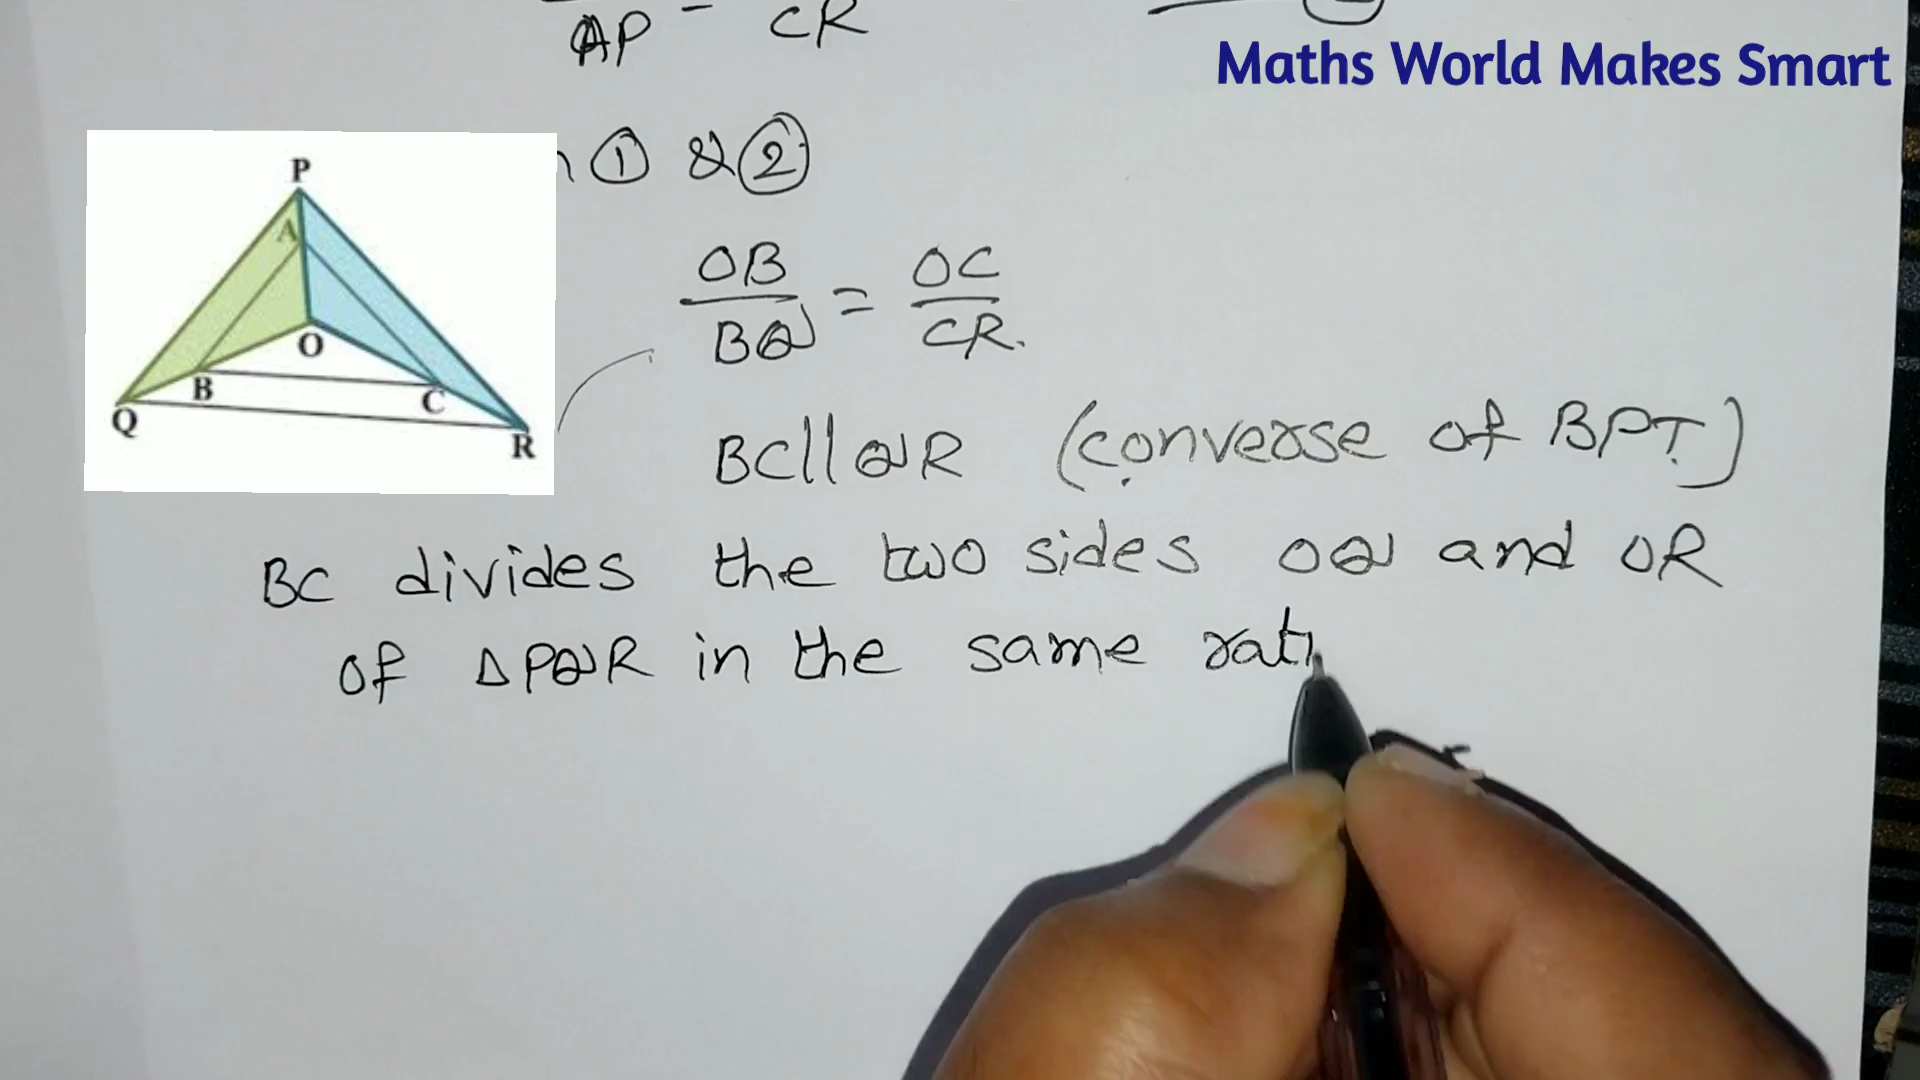 AP = CR
Maths World Makes Smart
① & ②
OB/BQ = OC/CR.
P
A
O
B
C
Q
R
BC || QR (converse of BPT)
BC divides the two sides OQ and OR
of △PQR in the same rati